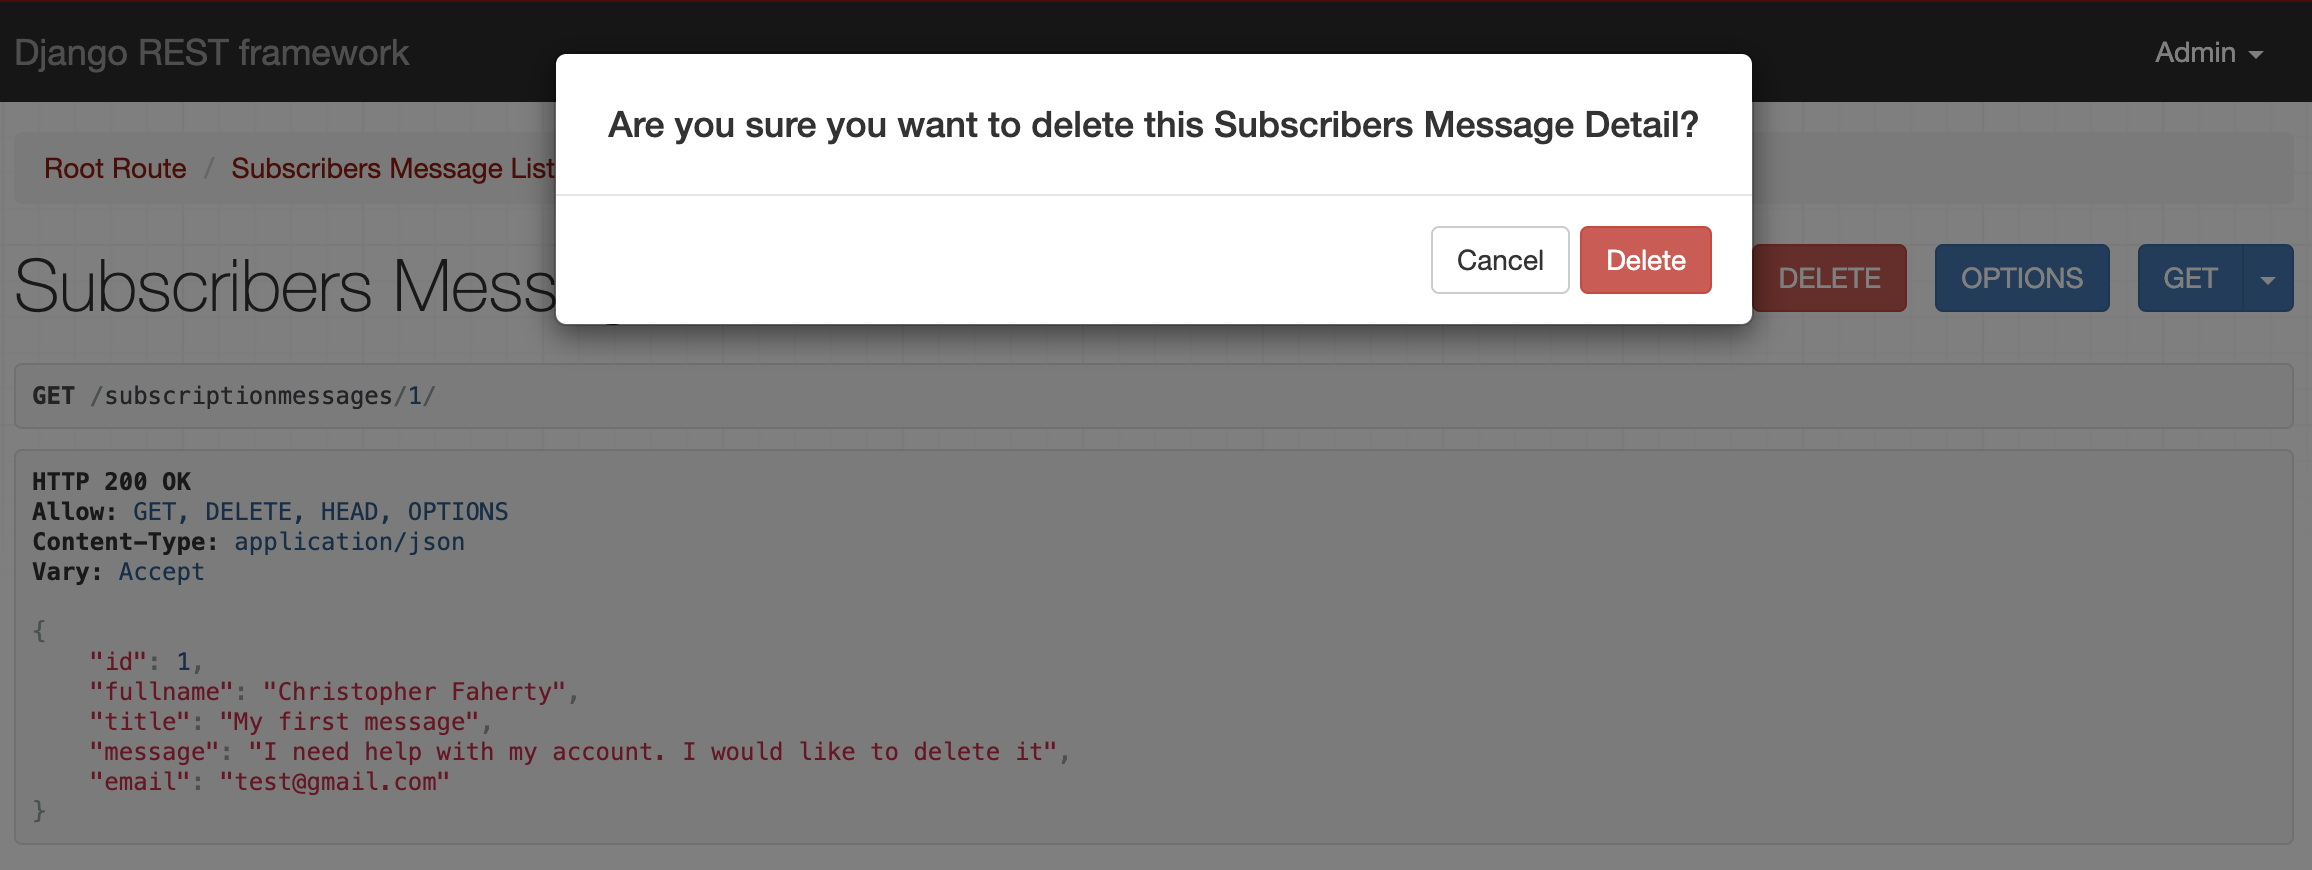 Django REST framework
Admin
Are you sure you want to delete this Subscribers Message Detail?
Cancel
Delete
Root Route / Subscribers Message List
Subscribers Mess
DELETE
OPTIONS
GET
GET /subscriptionmessages/1/
HTTP 200 OK
Allow: GET, DELETE, HEAD, OPTIONS
Content-Type: application/json
Vary: Accept
{
"id": 1,
"fullname": "Christopher Faherty",
"title": "My first message",
"message": "I need help with my account. I would like to delete it",
"email": "test@gmail.com"
}